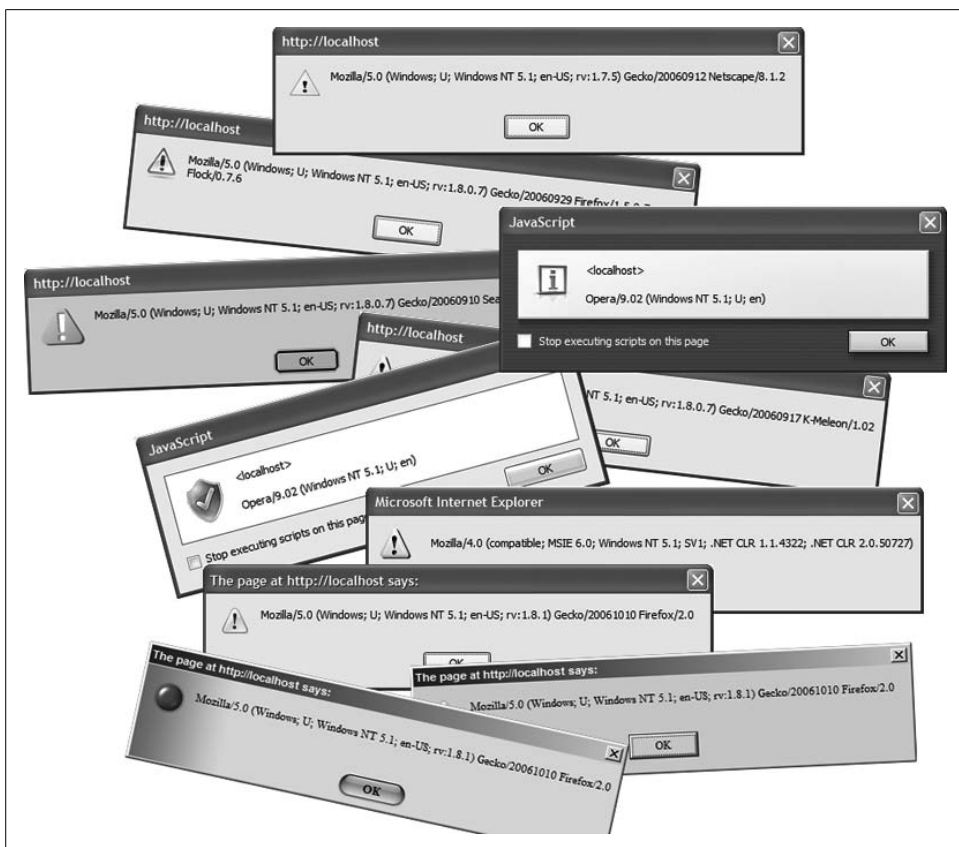 http://localhost
Mozilla/5.0 (Windows; U; Windows NT 5.1; en-US; rv:1.7.5) Gecko/20060912 Netscape/8.1.2
OK
http://localhost
Mozilla/5.0 (Windows; U; Windows NT 5.1; en-US; rv:1.8.0.7) Gecko/20060929
Flock/0.7.6
OK
JavaScript
<localhost>
Opera/9.02 (Windows NT 5.1; U; en)
Stop executing scripts on this page
OK
http://localhost
Mozilla/5.0 (Windows; U; Windows NT 5.1; en-US; rv:1.8.0.7) Gecko/20060910 Sea
OK
http://localhost
NT 5.1; en-US; rv:1.8.0.7) Gecko/20060917 K-Meleon/1.02
OK
JavaScript
<localhost>
Opera/9.02 (Windows NT 5.1; U; en)
Stop executing scripts on this page
OK
Microsoft Internet Explorer
Mozilla/4.0 (compatible; MSIE 6.0; Windows NT 5.1; SV1; .NET CLR 1.1.4322; .NET CLR 2.0.50727)
The page at http://localhost says:
Mozilla/5.0 (Windows; U; Windows NT 5.1; en-US; rv:1.8.1) Gecko/20061010 Firefox/2.0
OK
The page at http://localhost says:
Mozilla/5.0 (Windows; U; Windows NT 5.1; en-US; rv:1.8.1) Gecko/20061010 Firefox/2.0
OK
The page at http://localhost says:
Mozilla/5.0 (Windows; U; Windows NT 5.1; en-US; rv:1.8.1) Gecko/20061010 Firefox/2.0
OK